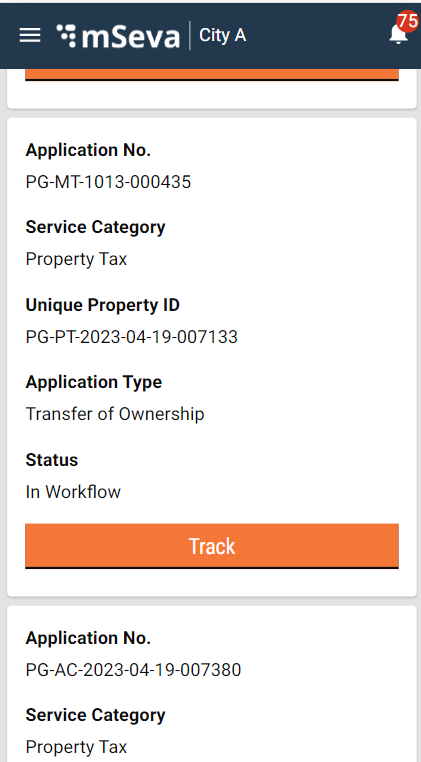 mSeva City A 75
Application No.
PG-MT-1013-000435
Service Category
Property Tax
Unique Property ID
PG-PT-2023-04-19-007133
Application Type
Transfer of Ownership
Status
In Workflow
Track
Application No.
PG-AC-2023-04-19-007380
Service Category
Property Tax